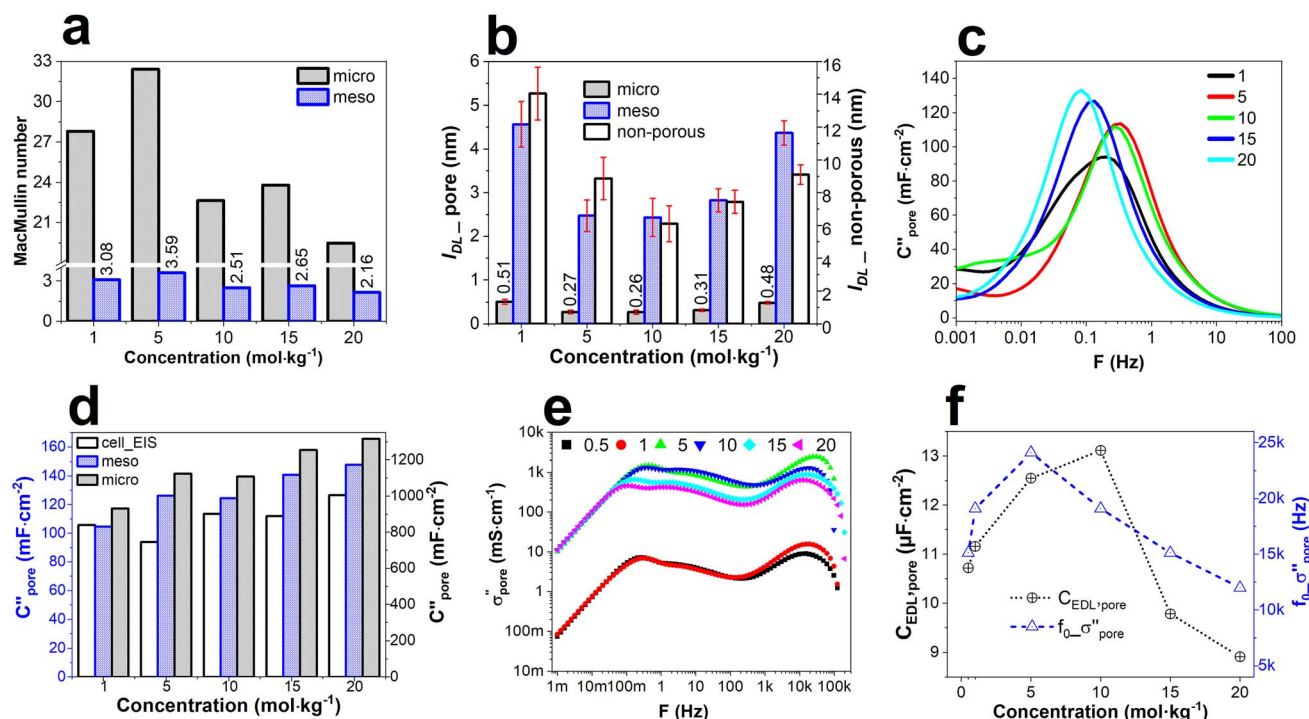 a
MacMullin number
33
30
27
24
21
3
0
micro
meso
3.08
3.59
2.51
2.65
2.16
1 5 10 15 20
Concentration (mol·kg⁻¹)
b
I_DL_ pore (nm)
6
5
4
3
2
1
0
micro
meso
non-porous
0.51
0.27
0.26
0.31
0.48
16
14
12
10
8
6
4
2
0
I_DL_ non-porous (nm)
1 5 10 15 20
Concentration (mol·kg⁻¹)
c
C''pore (mF·cm⁻²)
140
120
100
80
60
40
20
0
1
5
10
15
20
0.001 0.01 0.1 1 10 100
F (Hz)
d
C''pore (mF·cm⁻²)
160
140
120
100
80
60
40
20
0
cell_EIS
meso
micro
1200
1000
800
600
400
200
0
C''pore (mF·cm⁻²)
1 5 10 15 20
Concentration (mol·kg⁻¹)
e
σ''pore (mS·cm⁻¹)
10k
1k
100
10
1
100m
10m
0.5 1 5 10 15 20
1m 10m 100m 1 10 100 1k 10k 100k
F (Hz)
f
C_EDL,pore (µF·cm⁻²)
13
12
11
10
9
C_EDL,pore
f₀_σ''pore
25k
20k
15k
10k
5k
f₀_σ''pore (Hz)
0 5 10 15 20
Concentration (mol·kg⁻¹)